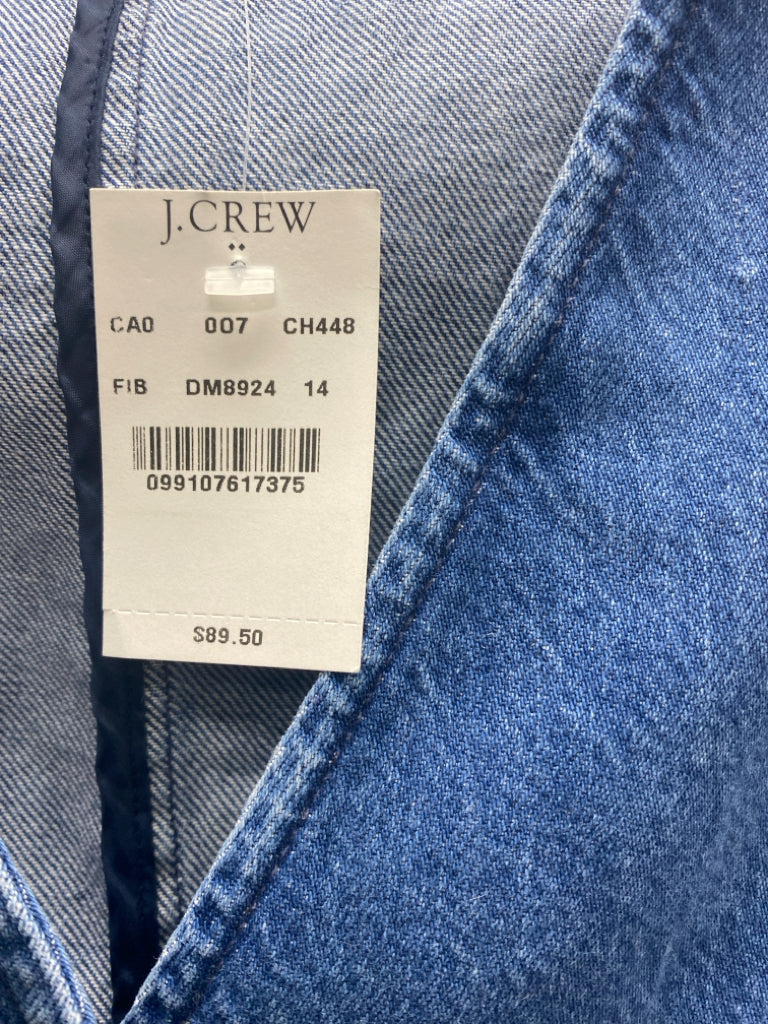 J.CREW
CA0 007 CH448
FIB DM8924 14
099107617375
$89.50